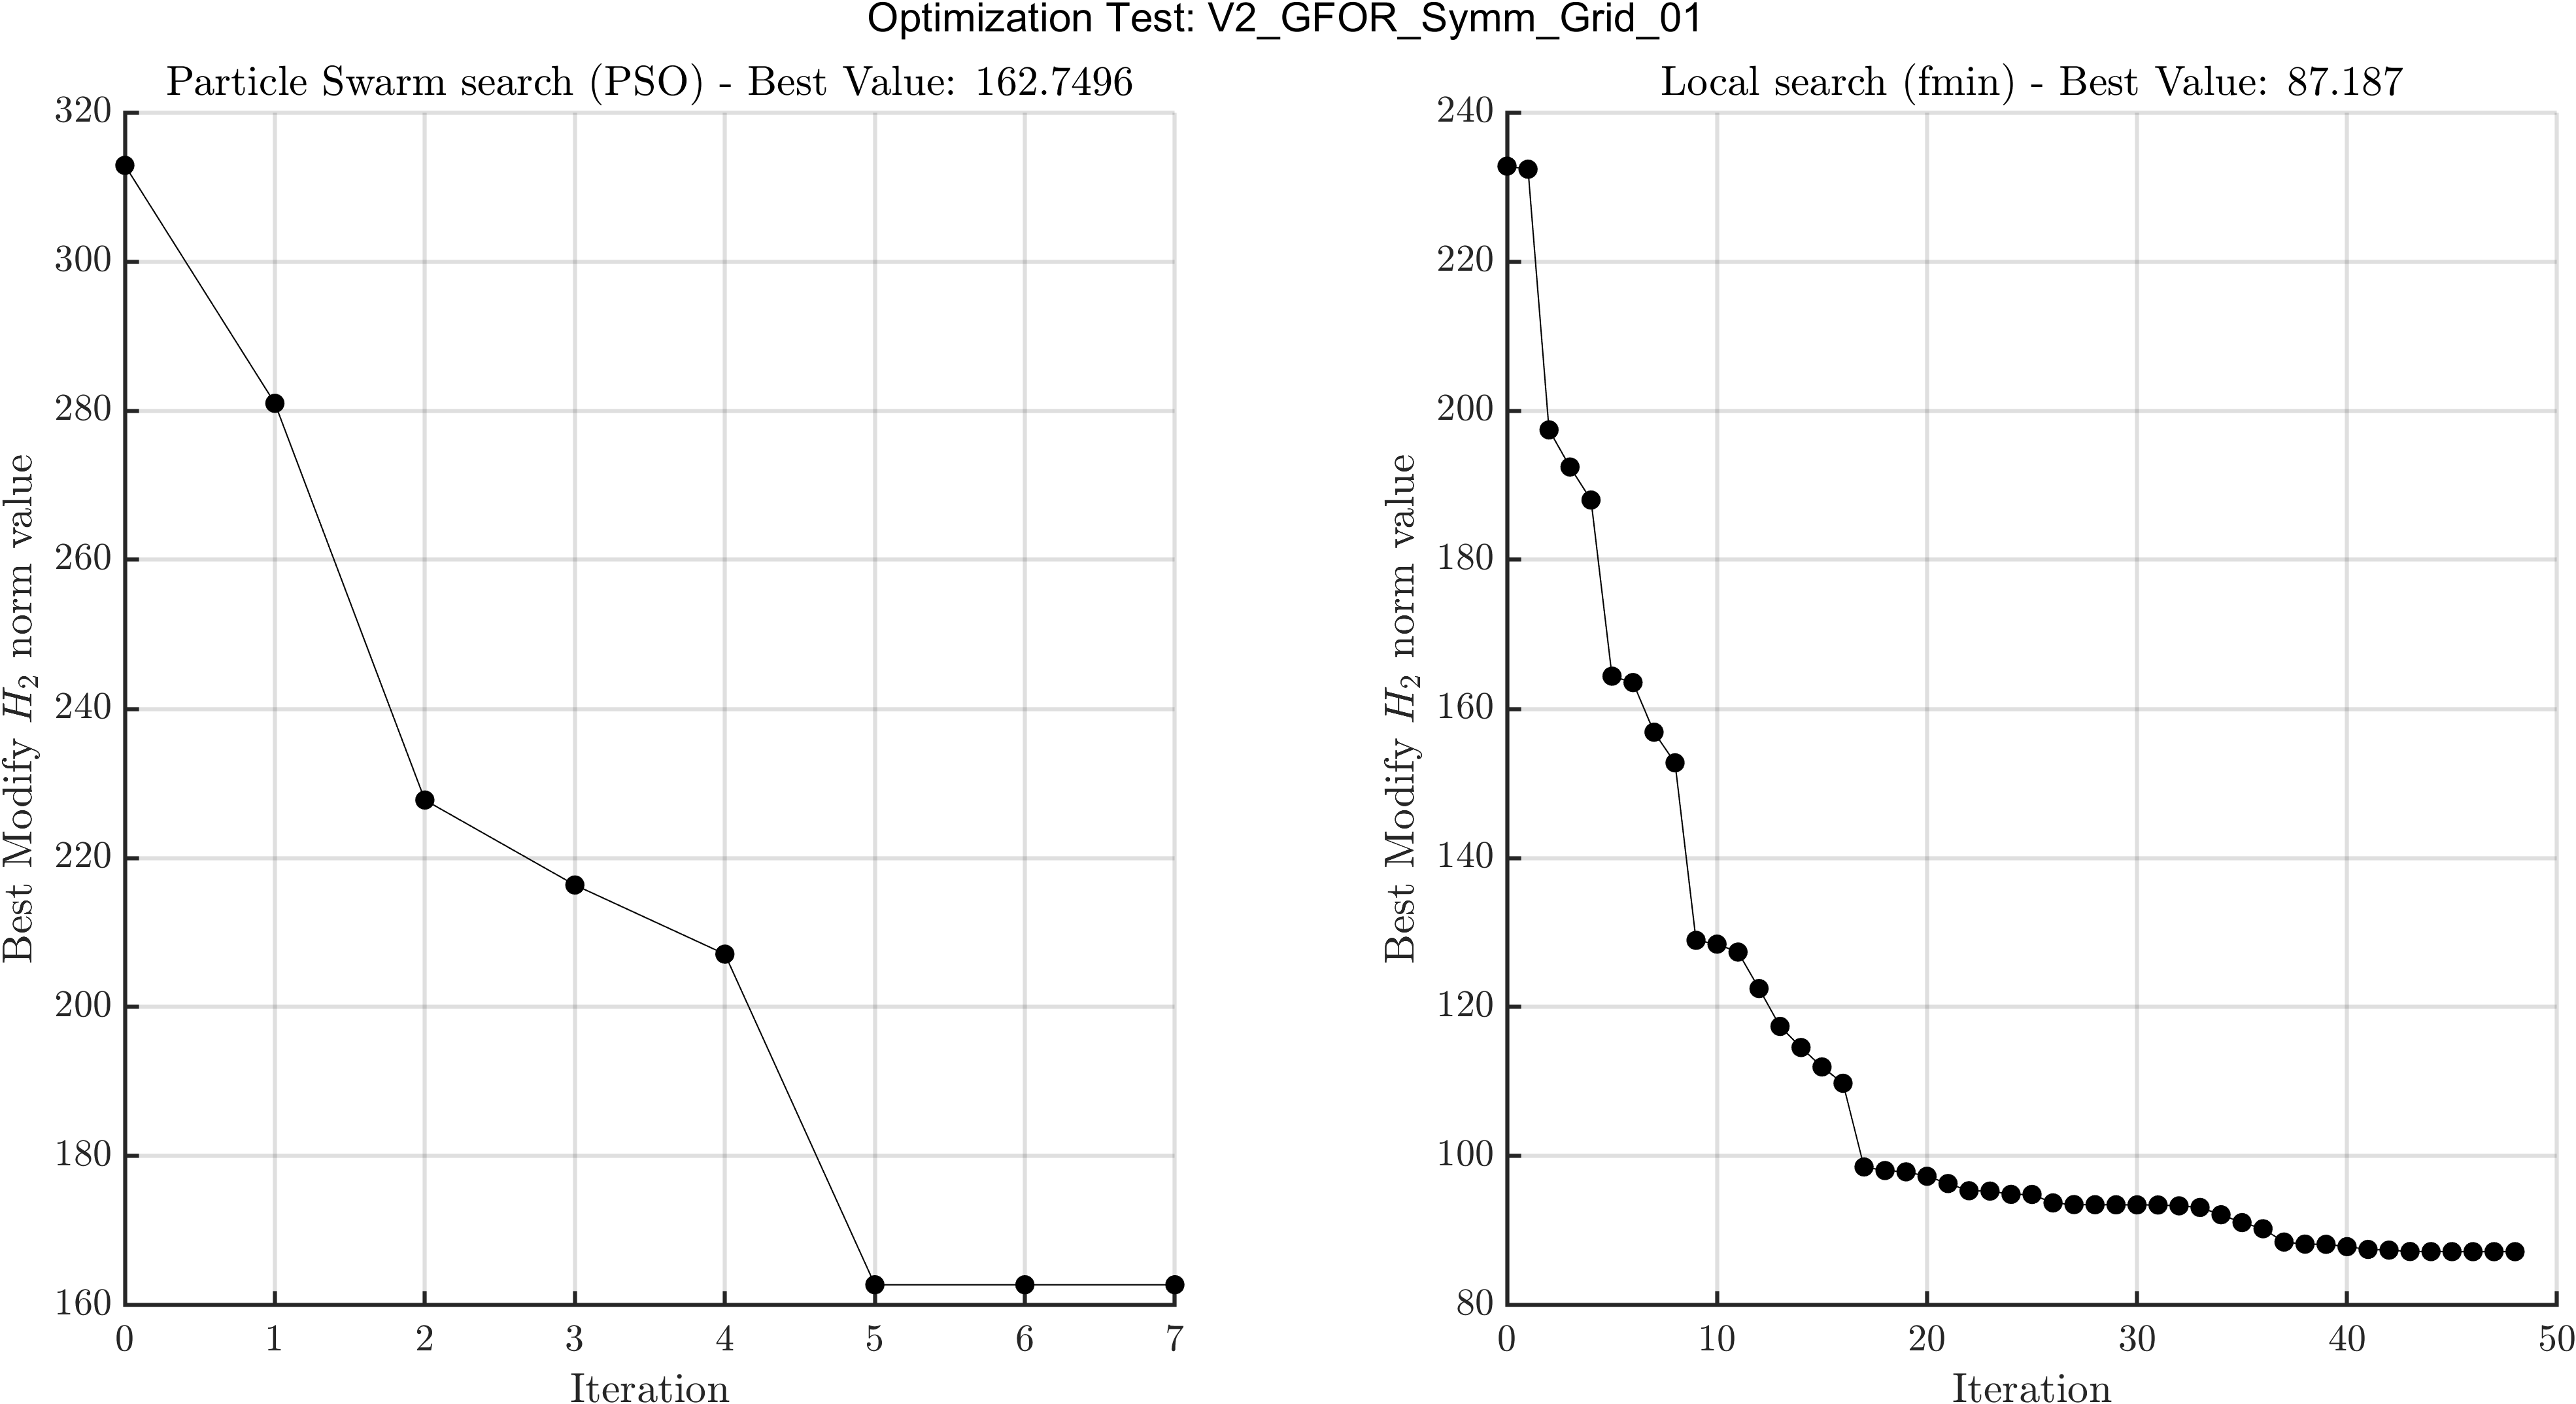 Optimization Test: V2_GFOR_Symm_Grid_01
Particle Swarm search (PSO) - Best Value: 162.7496
320
300
280
260
240
220
200
180
160
Best Modify H₂ norm value
0 1 2 3 4 5 6 7
Iteration
Local search (fmin) - Best Value: 87.187
240
220
200
180
160
140
120
100
80
Best Modify H₂ norm value
0 10 20 30 40 50
Iteration